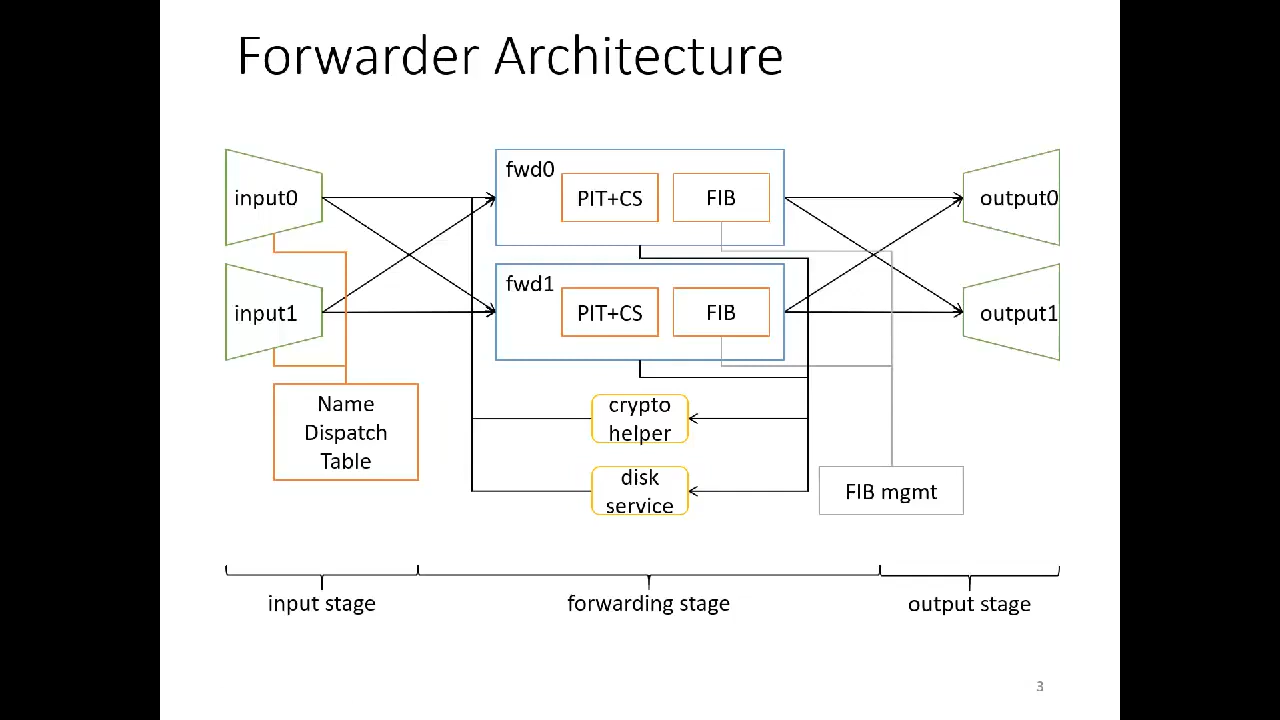 Forwarder Architecture
input0
fwd0
PIT+CS
FIB
output0
input1
fwd1
PIT+CS
FIB
output1
Name
Dispatch
Table
crypto
helper
disk
service
FIB mgmt
input stage
forwarding stage
output stage
3